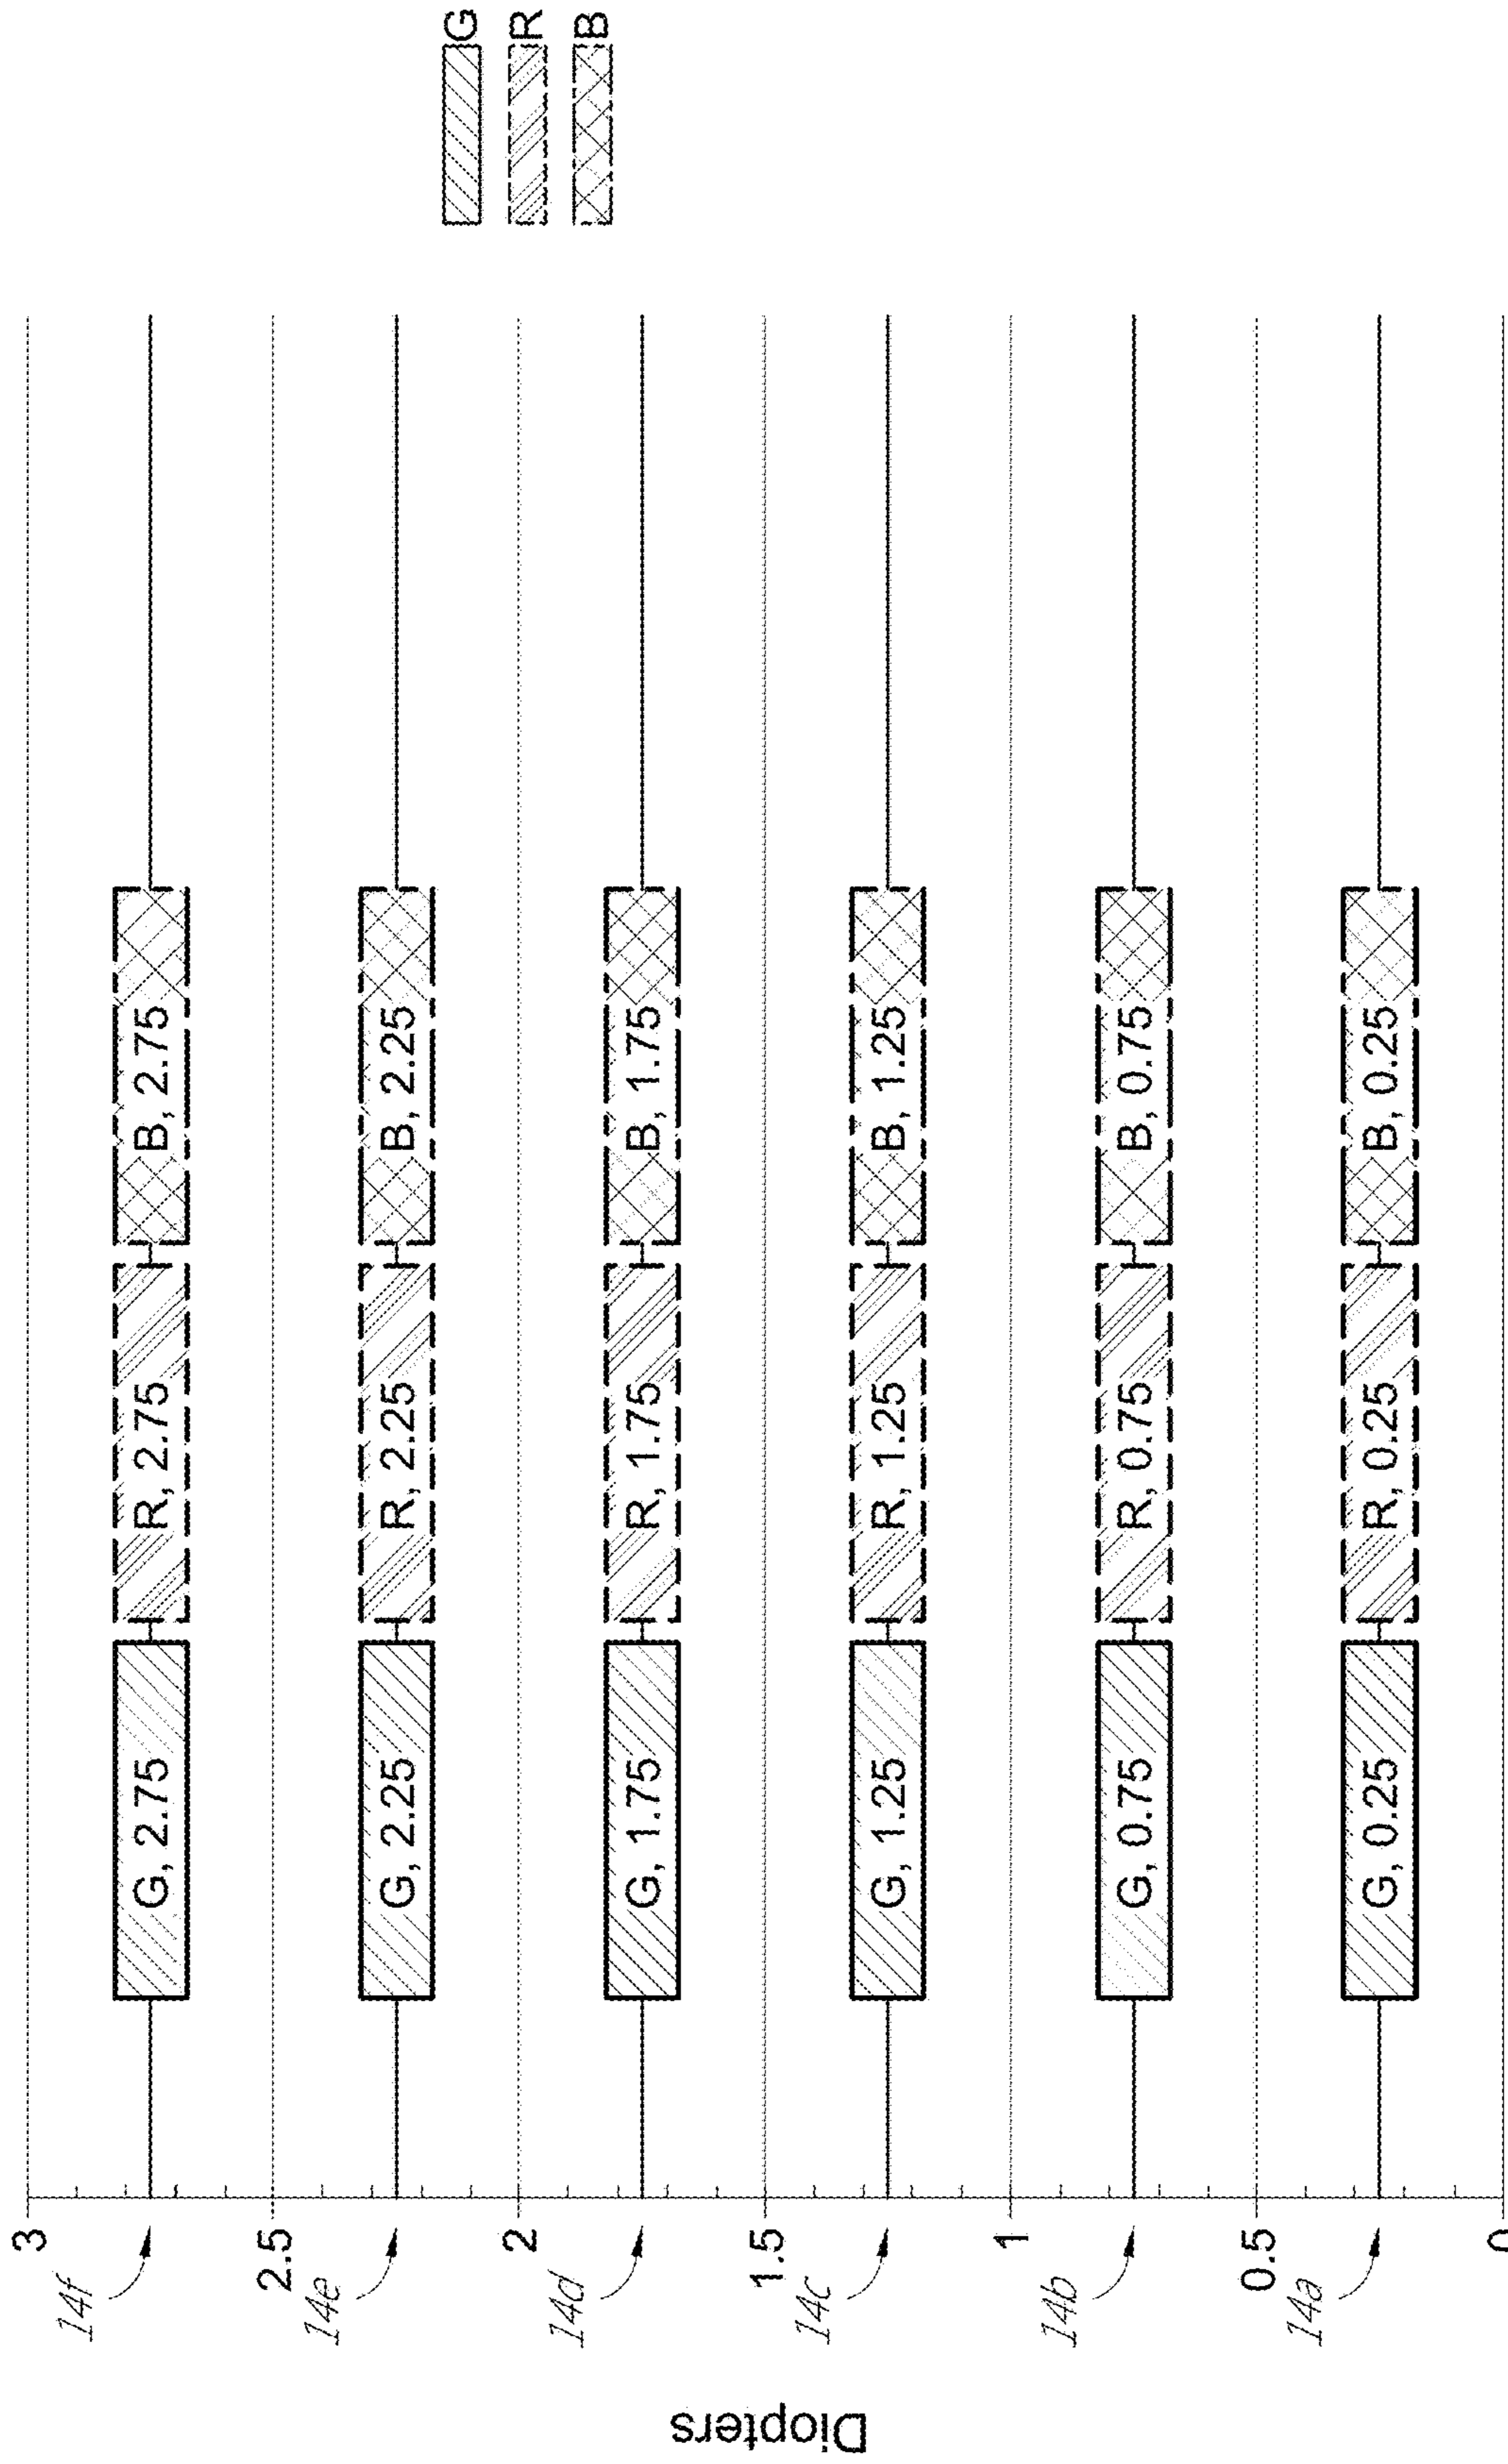 Diopters
3
14f
G, 2.75
R, 2.75
B, 2.75
2.5
14e
G, 2.25
R, 2.25
B, 2.25
2
14d
G, 1.75
R, 1.75
B, 1.75
1.5
14c
G, 1.25
R, 1.25
B, 1.25
1
14b
G, 0.75
R, 0.75
B, 0.75
0.5
14a
G, 0.25
R, 0.25
B, 0.25
0
G
R
B